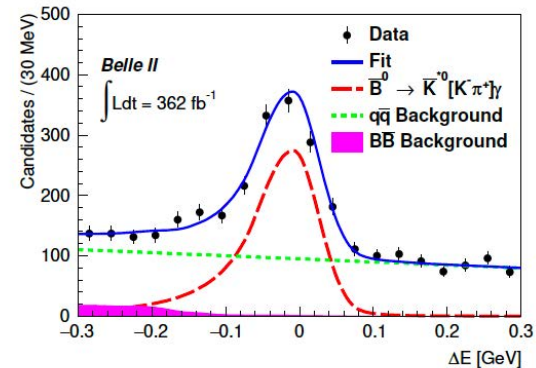 Candidates / (30 MeV)
500
400
300
200
100
0
Belle II
∫ Ldt = 362 fb⁻¹
Data
Fit
B̅⁰ → K̅*⁰[K⁻π⁺]γ
qq̅ Background
BB̅ Background
−0.3 −0.2 −0.1 0 0.1 0.2 0.3
ΔE [GeV]